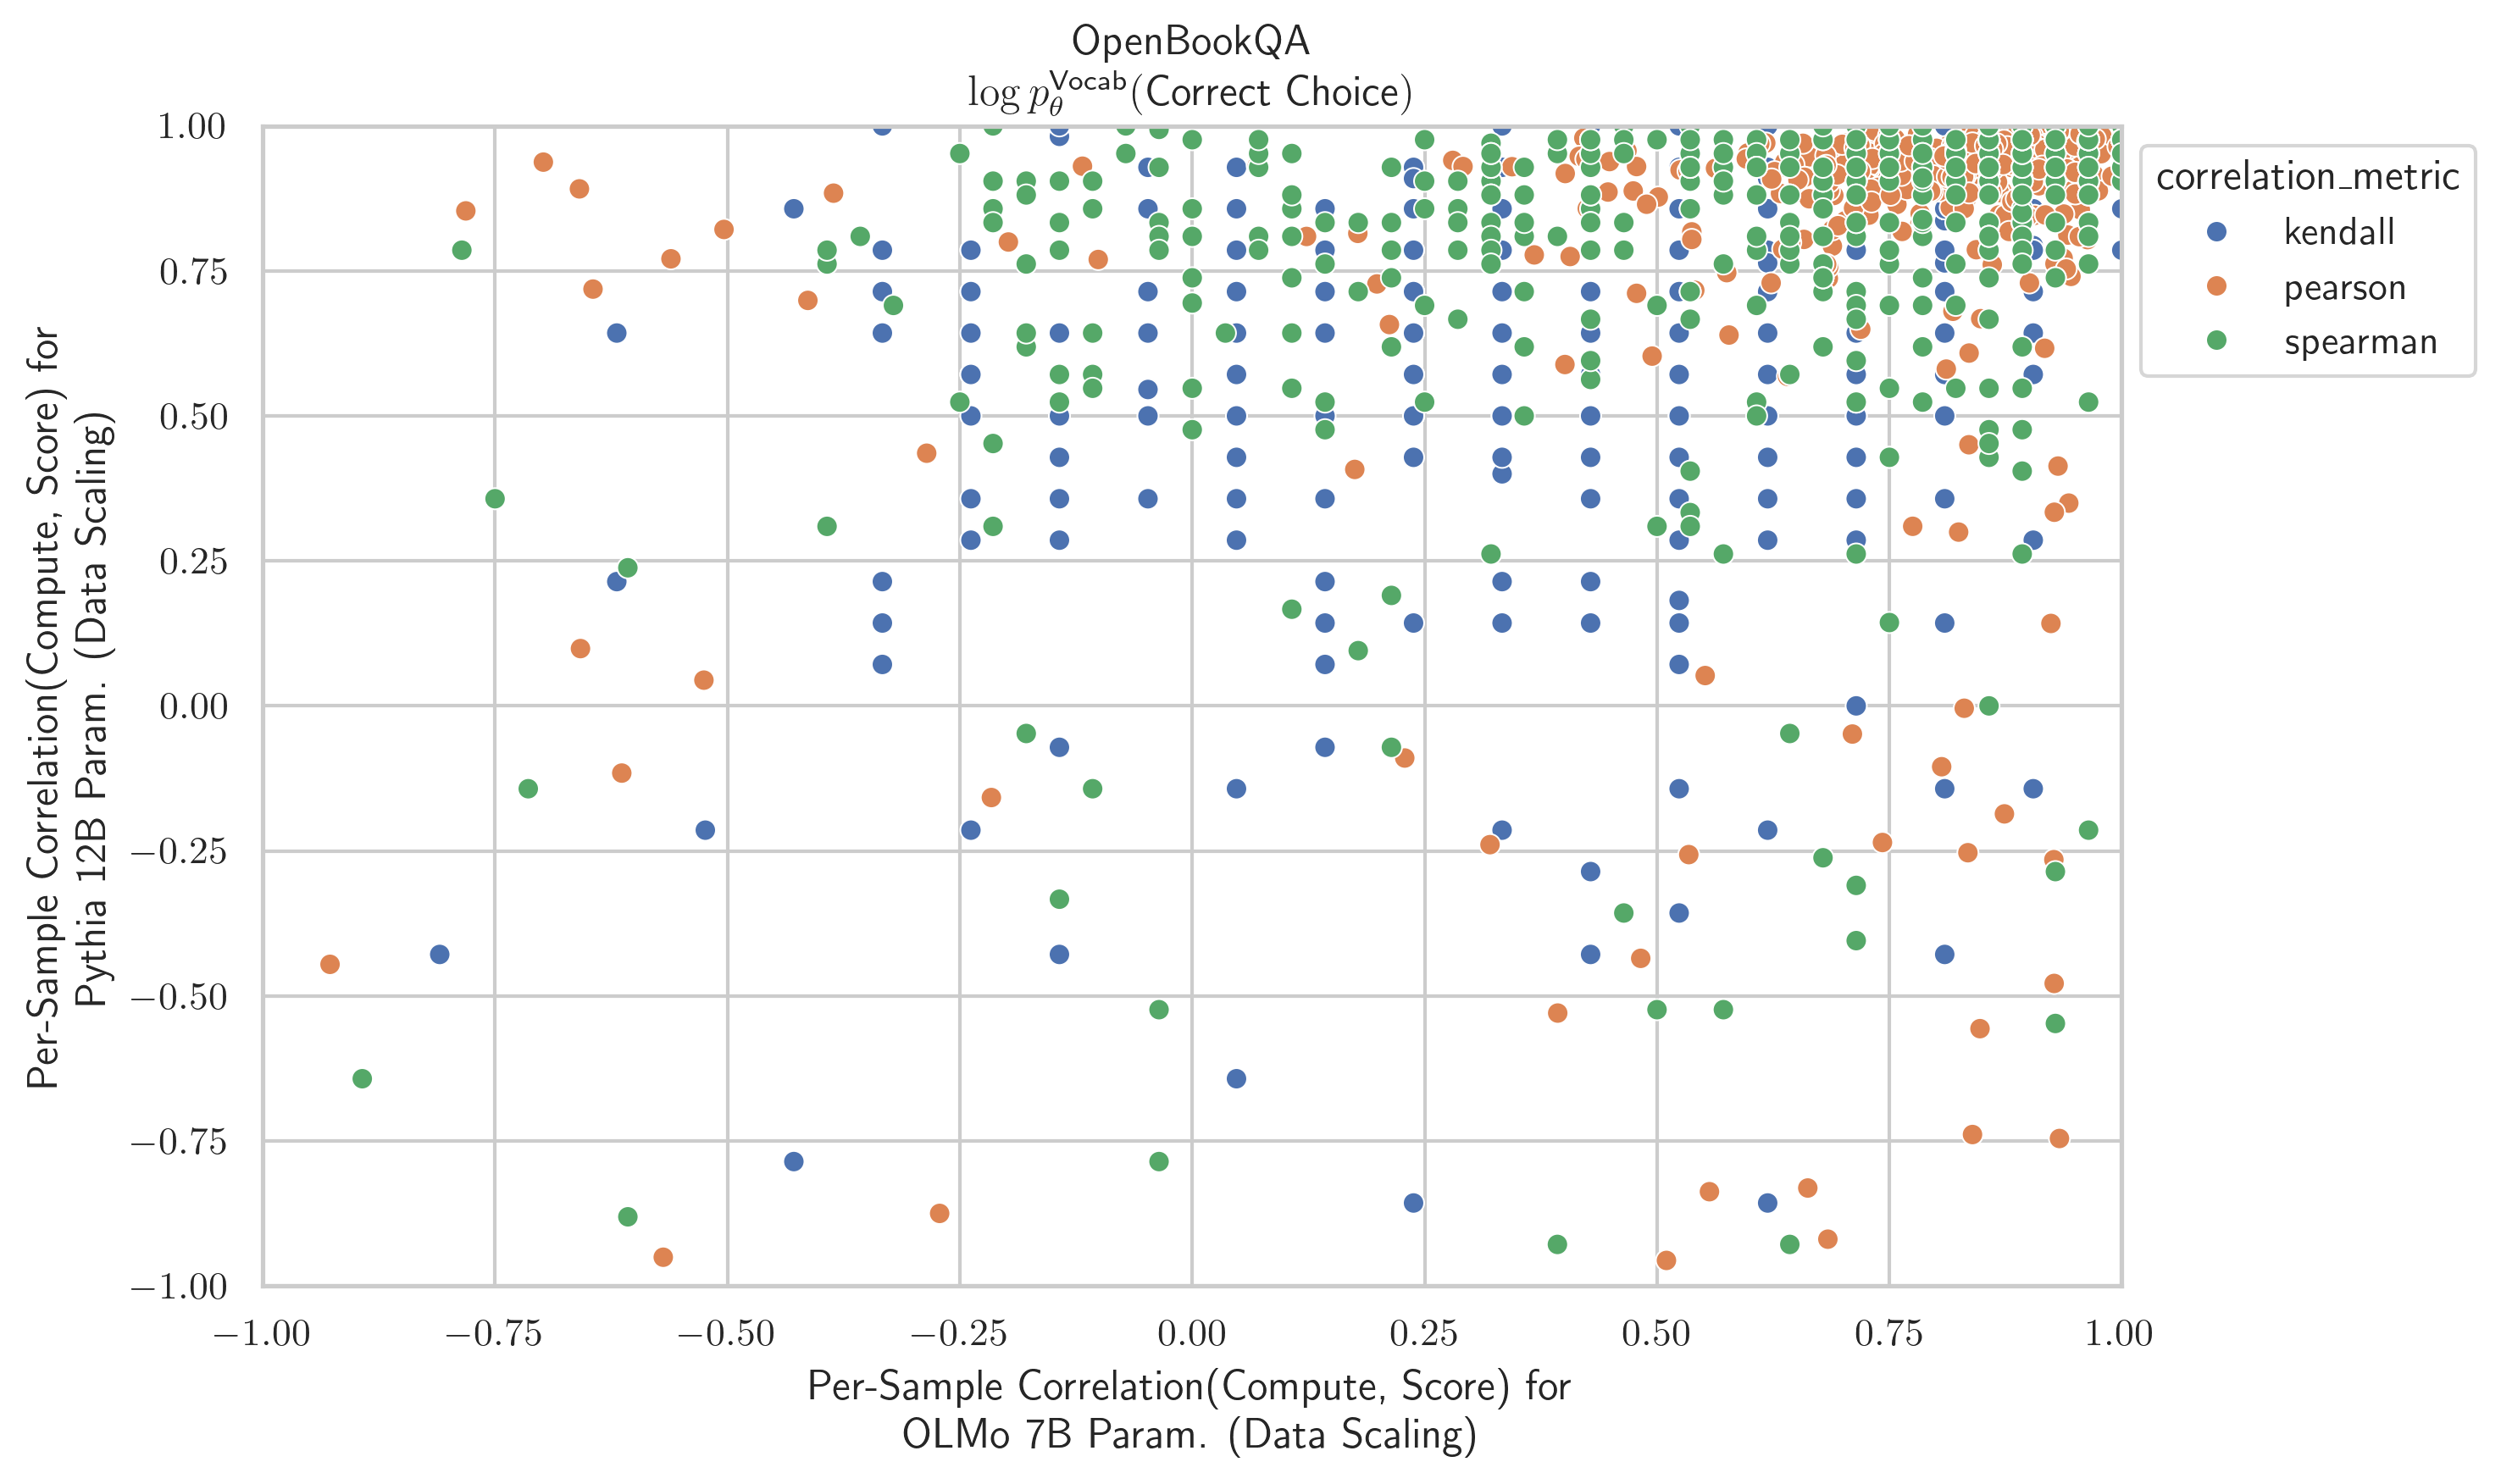 OpenBookQA
log p_θ^Vocab(Correct Choice)
Per-Sample Correlation(Compute, Score) for
Pythia 12B Param. (Data Scaling)
1.00
0.75
0.50
0.25
0.00
−0.25
−0.50
−0.75
−1.00
−1.00 −0.75 −0.50 −0.25 0.00 0.25 0.50 0.75 1.00
Per-Sample Correlation(Compute, Score) for
OLMo 7B Param. (Data Scaling)
correlation_metric
kendall
pearson
spearman